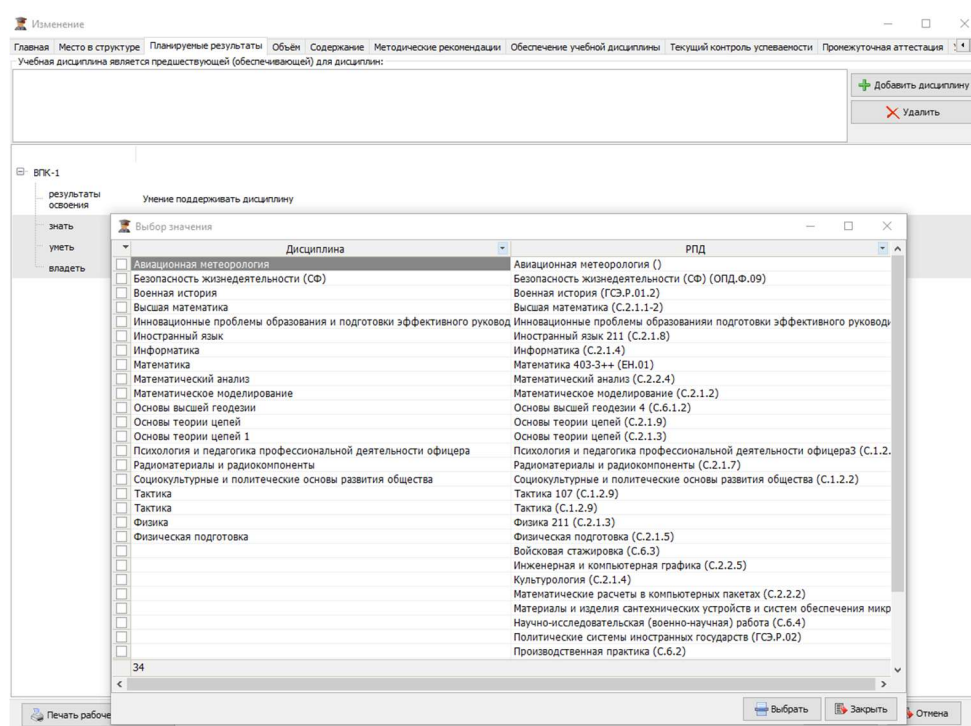 Изменение
Главная Место в структуре Планируемые результаты Объём Содержание Методические рекомендации Обеспечение учебной дисциплины Текущий контроль успеваемости Промежуточная аттестация
Учебная дисциплина является предшествующей (обеспечивающей) для дисциплин:
Добавить дисциплину
Удалить
ВПК-1
результаты освоения
Умение поддерживать дисциплину
знать
уметь
владеть
Выбор значения
Дисциплина РПД
Авиационная метеорология Авиационная метеорология ()
Безопасность жизнедеятельности (СФ) Безопасность жизнедеятельности (СФ) (ОПД.Ф.09)
Военная история Военная история (ГСЭ.Р.01.2)
Высшая математика Высшая математика (С.2.1.1-2)
Инновационные проблемы образования и подготовки эффективного руковод Инновационные проблемы образованияи подготовки эффективного руководи
Иностранный язык Иностранный язык 211 (С.2.1.8)
Информатика Информатика (С.2.1.4)
Математика Математика 403-3++ (ЕН.01)
Математический анализ Математический анализ (С.2.2.4)
Математическое моделирование Математическое моделирование (С.2.1.2)
Основы высшей геодезии Основы высшей геодезии 4 (С.6.1.2)
Основы теории цепей Основы теории цепей (С.2.1.9)
Основы теории цепей 1 Основы теории цепей (С.2.1.3)
Психология и педагогика профессиональной деятельности офицера Психология и педагогика профессиональной деятельности офицера3 (С.1.2.
Радиоматериалы и радиокомпоненты Радиоматериалы и радиокомпоненты (С.2.1.7)
Социокультурные и политеческие основы развития общества Социокультурные и политеческие основы развития общества (С.1.2.2)
Тактика Тактика 107 (С.1.2.9)
Тактика Тактика (С.1.2.9)
Физика Физика 211 (С.2.1.3)
Физическая подготовка Физическая подготовка (С.2.1.5)
Войсковая стажировка (С.6.3)
Инженерная и компьютерная графика (С.2.2.5)
Культурология (С.2.1.4)
Математические расчеты в компьютерных пакетах (С.2.2.2)
Материалы и изделия сантехнических устройств и систем обеспечения микр
Научно-исследовательская (военно-научная) работа (С.6.4)
Политические системы иностранных государств (ГСЭ.Р.02)
Производственная практика (С.6.2)
34
Выбрать Закрыть
Печать рабоче Отмена